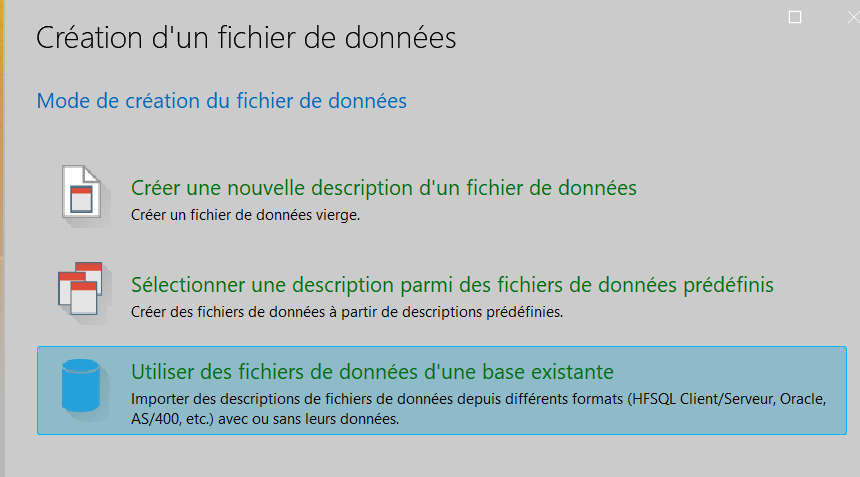 Création d'un fichier de données
Mode de création du fichier de données
Créer une nouvelle description d'un fichier de données
Créer un fichier de données vierge.
Sélectionner une description parmi des fichiers de données prédéfinis
Créer des fichiers de données à partir de descriptions prédéfinies.
Utiliser des fichiers de données d'une base existante
Importer des descriptions de fichiers de données depuis différents formats (HFSQL Client/Serveur, Oracle,
AS/400, etc.) avec ou sans leurs données.